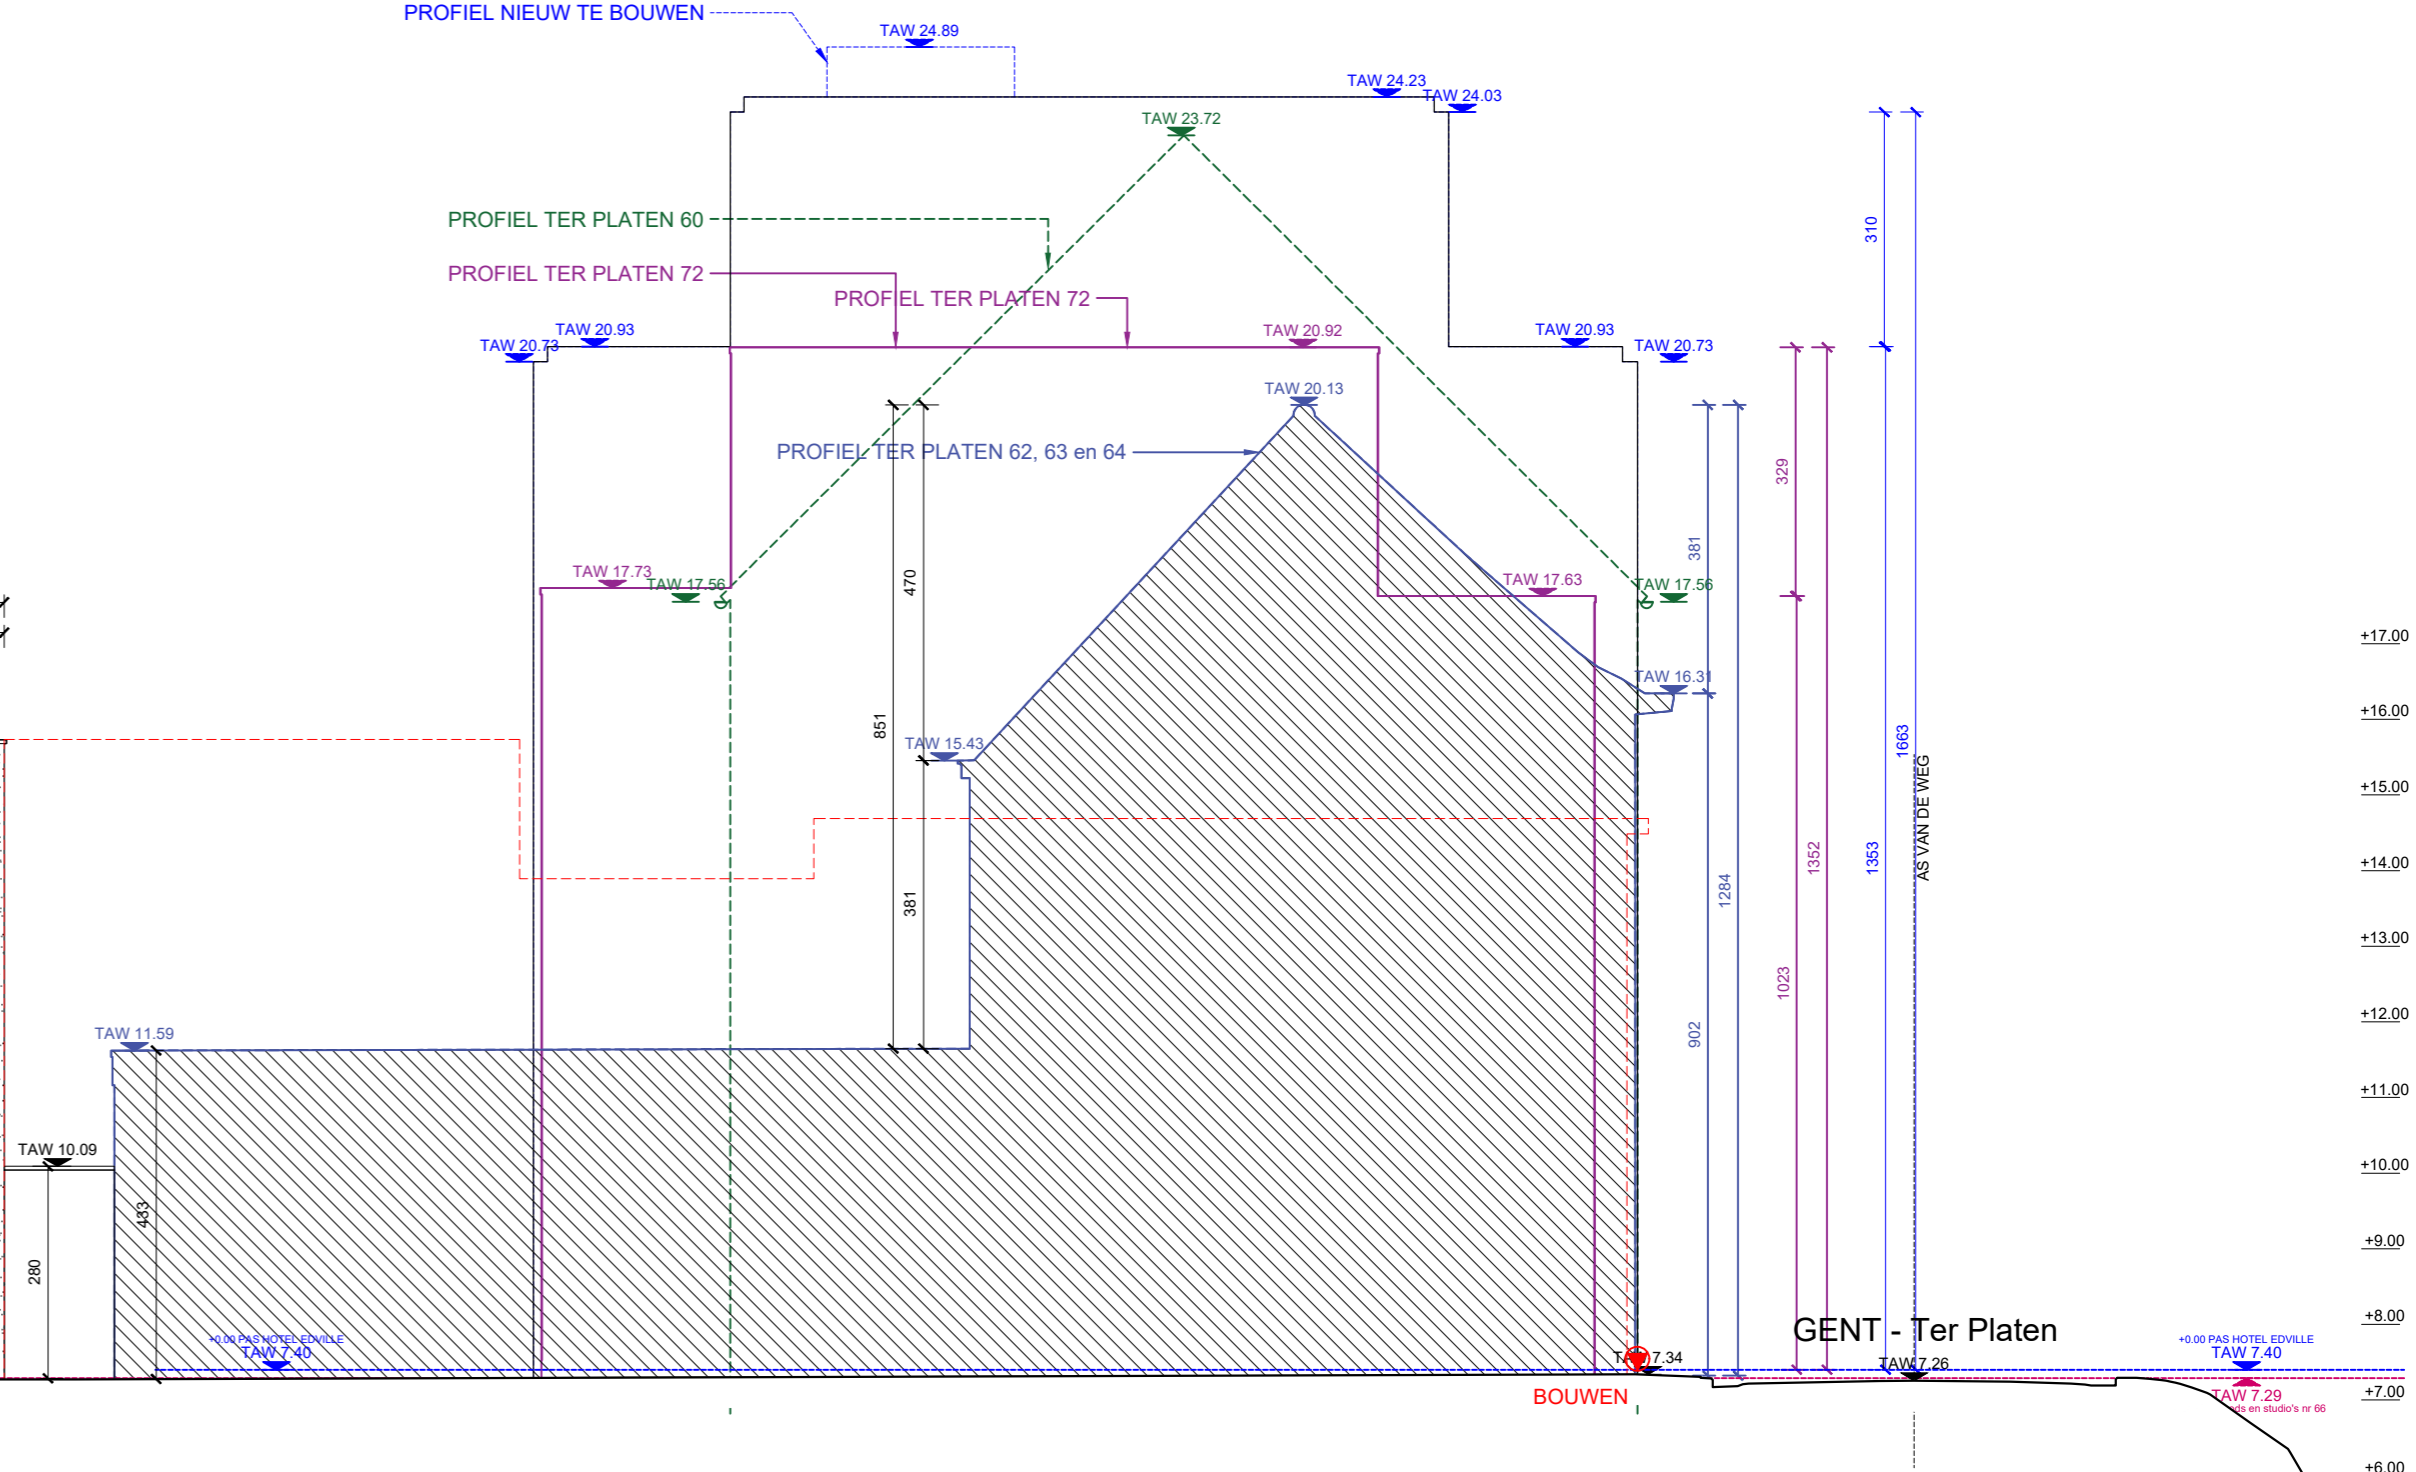 PROFIEL NIEUW TE BOUWEN
TAW 24.89
TAW 24.23
TAW 24.03
TAW 23.72
PROFIEL TER PLATEN 60
310
PROFIEL TER PLATEN 72
PROFIEL TER PLATEN 72
TAW 20.93
TAW 20.92
TAW 20.93
TAW 20.73
TAW 20.73
TAW 20.13
PROFIEL TER PLATEN 62, 63 en 64
329
381
TAW 17.73
TAW 17.56
470
TAW 17.63
TAW 17.56
+17.00
TAW 16.31
+16.00
851
TAW 15.43
1663
AS VAN DE WEG
+15.00
1352
1353
+14.00
381
1284
+13.00
1023
+12.00
TAW 11.59
902
+11.00
TAW 10.09
+10.00
433
280
+9.00
+8.00
GENT - Ter Platen
+0.00 PAS HOTEL EDVILLE
TAW 7.40
+0.00 PAS HOTEL EDVILLE
TAW 7.40
7.34
TAW 7.26
BOUWEN
TAW 7.29
en studio's nr 66
+7.00
+6.00